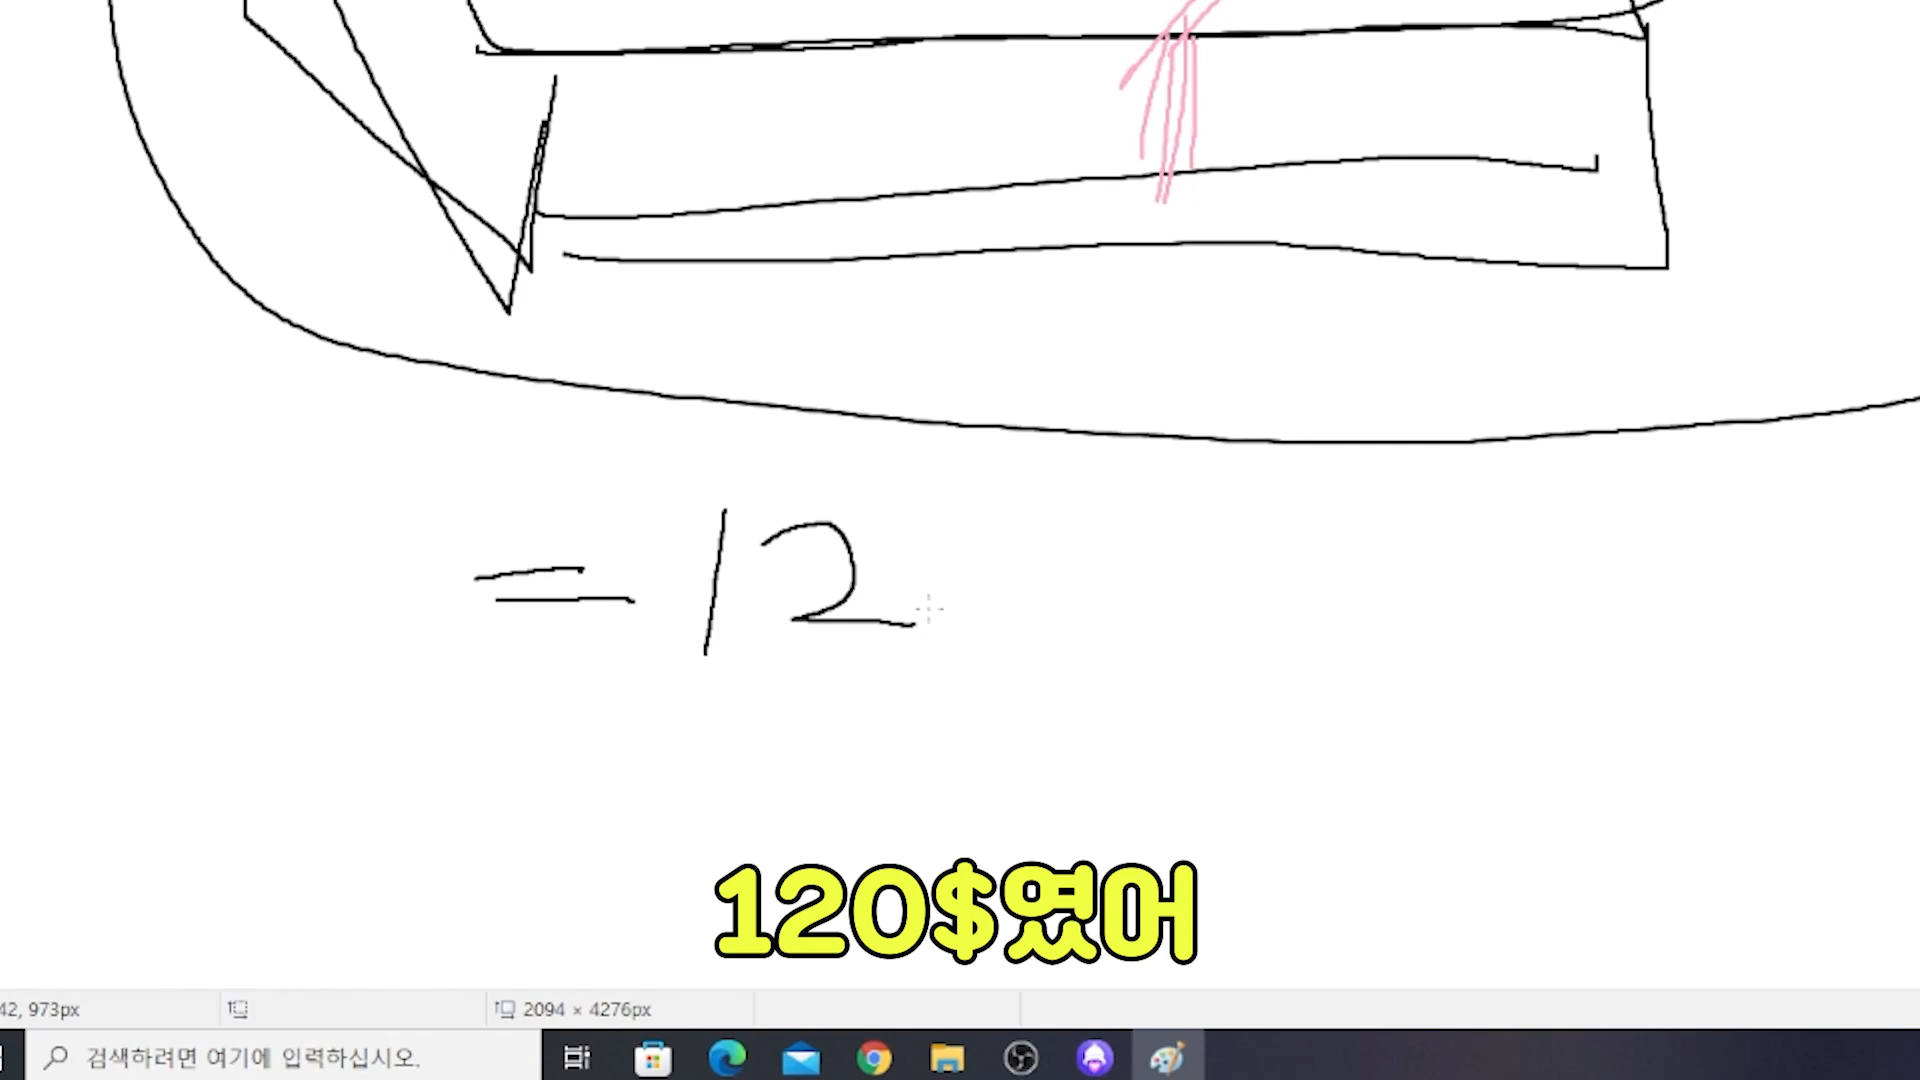 = 12
120$였어
42, 973px
2094 × 4276px
검색하려면 여기에 입력하십시오.